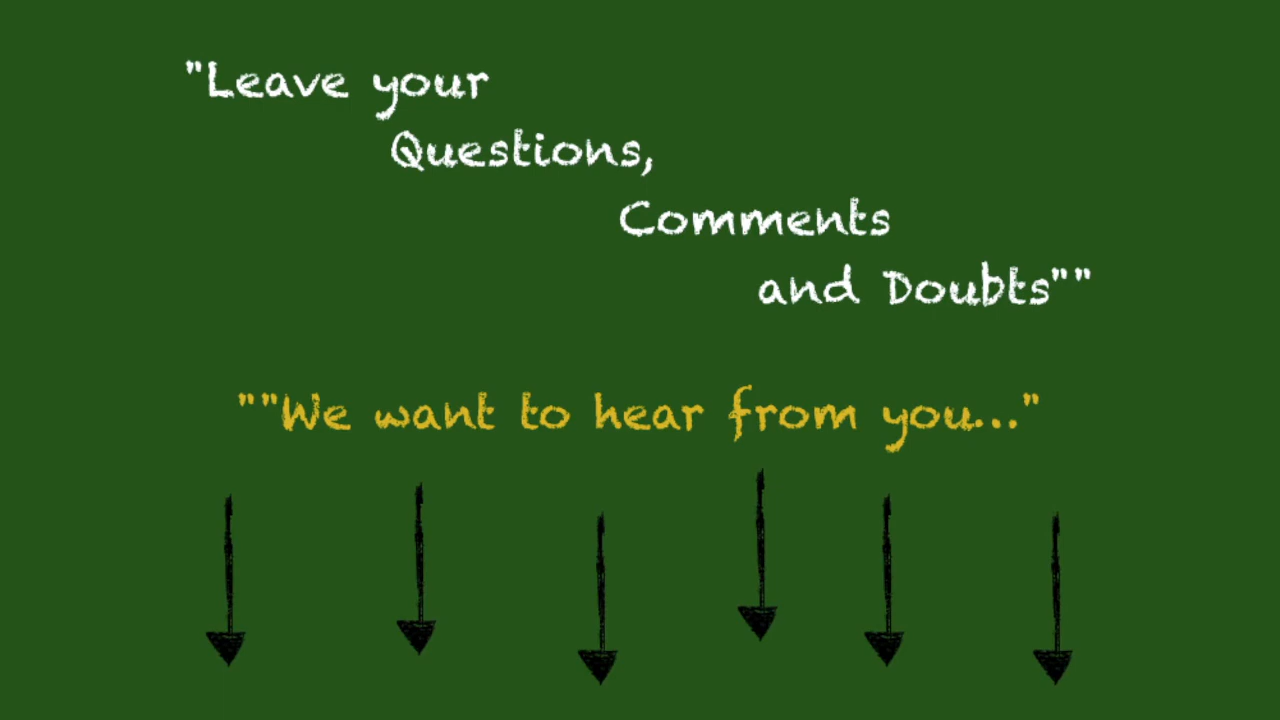 "Leave your
Questions,
Comments
and Doubts""
""We want to hear from you..."